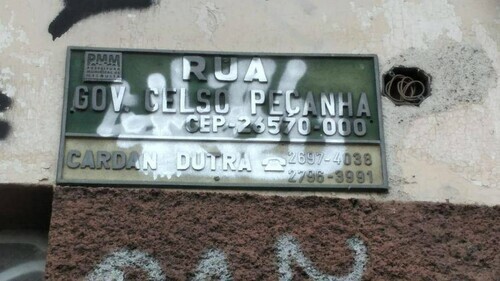 PMM
RUA
GOV. CELSO PEÇANHA
CEP-26570-000
CARDAN DUTRA ☎ 2697-4038
2796-3991